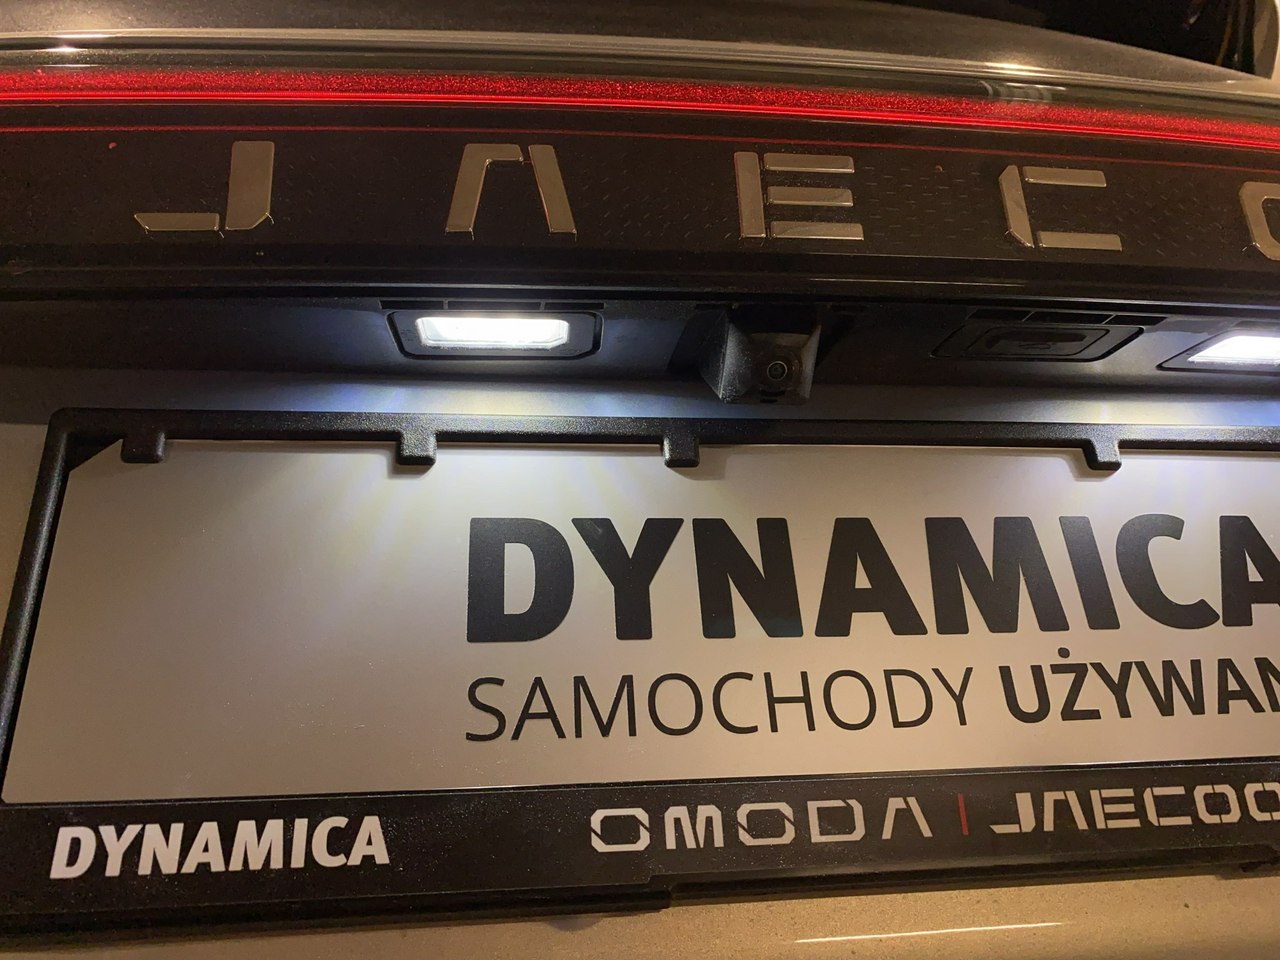 JAECO
DYNAMICA
SAMOCHODY UŻYWAN
DYNAMICA OMODA | JAECOO